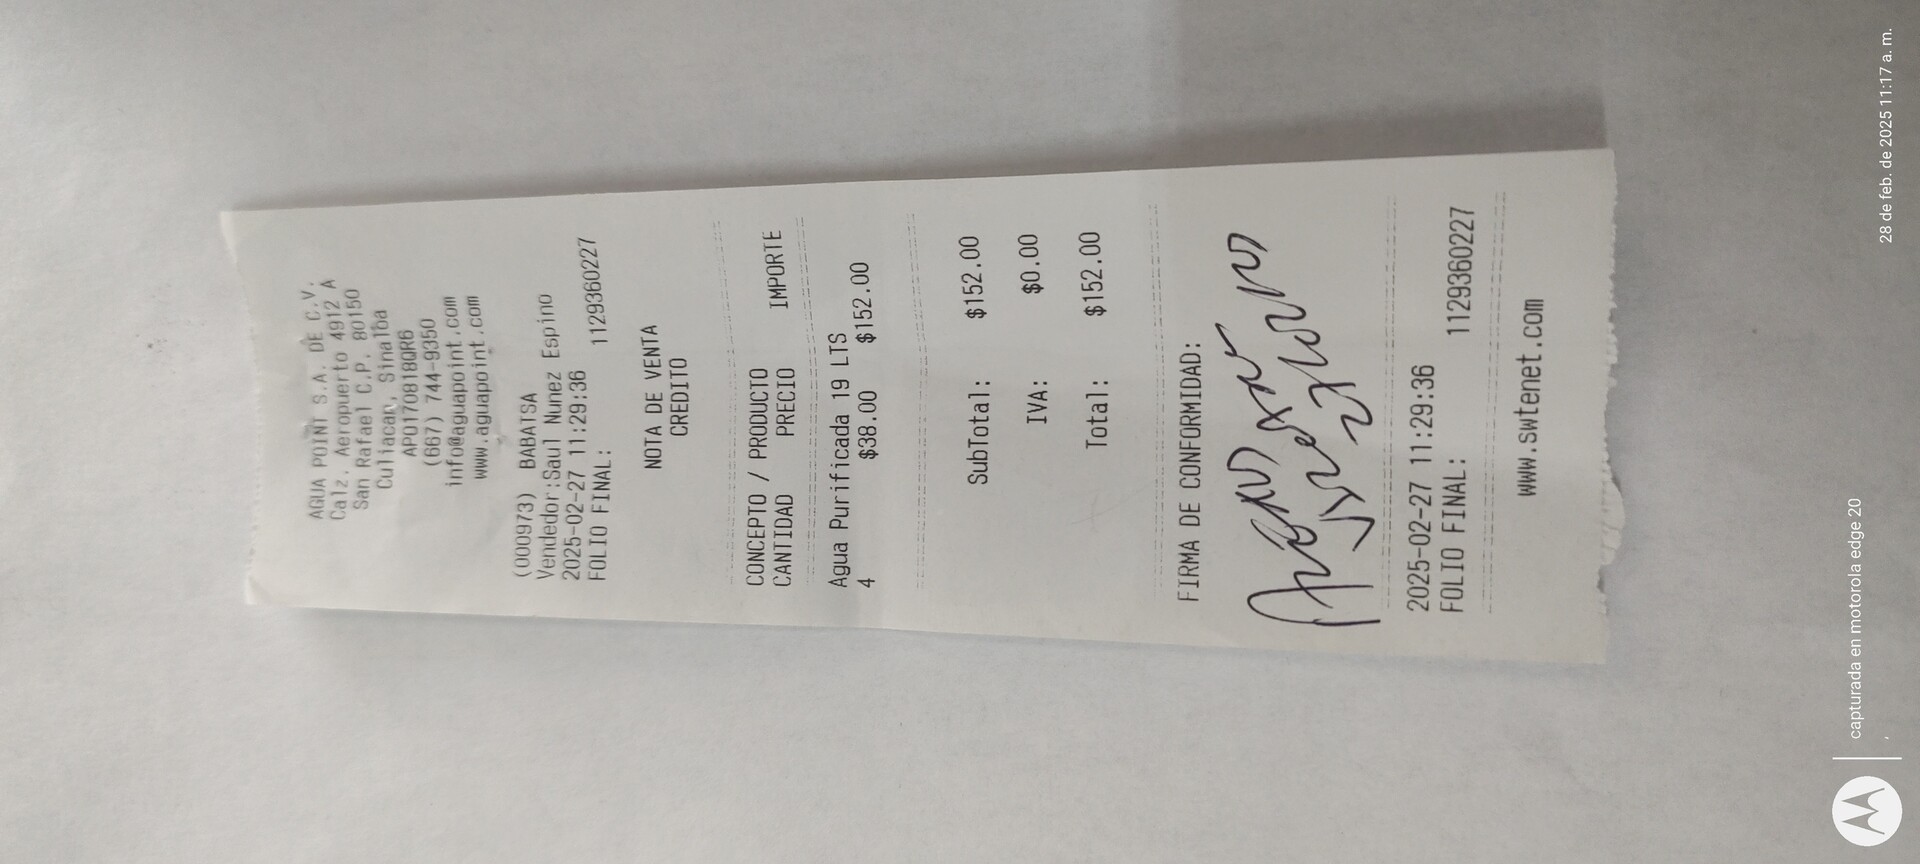 AGUA POINT S.A. DE C.V.
Calz. Aeropuerto 4912 A
San Rafael C.P. 80150
Culiacan, Sinaloa
APO170818QR6
(667) 744-9350
info@aguapoint.com
www.aguapoint.com
(000973) BABATSA
Vendedor:Saul Nunez Espino
2025-02-27 11:29:36
FOLIO FINAL: 1129360227
NOTA DE VENTA
CREDITO
CONCEPTO / PRODUCTO
CANTIDAD PRECIO IMPORTE
Agua Purificada 19 LTS
4 $38.00 $152.00
SubTotal: $152.00
IVA: $0.00
Total: $152.00
FIRMA DE CONFORMIDAD:
2025-02-27 11:29:36
FOLIO FINAL: 1129360227
www.swtenet.com
capturada en motorola edge 20
28 de feb. de 2025 11:17 a. m.